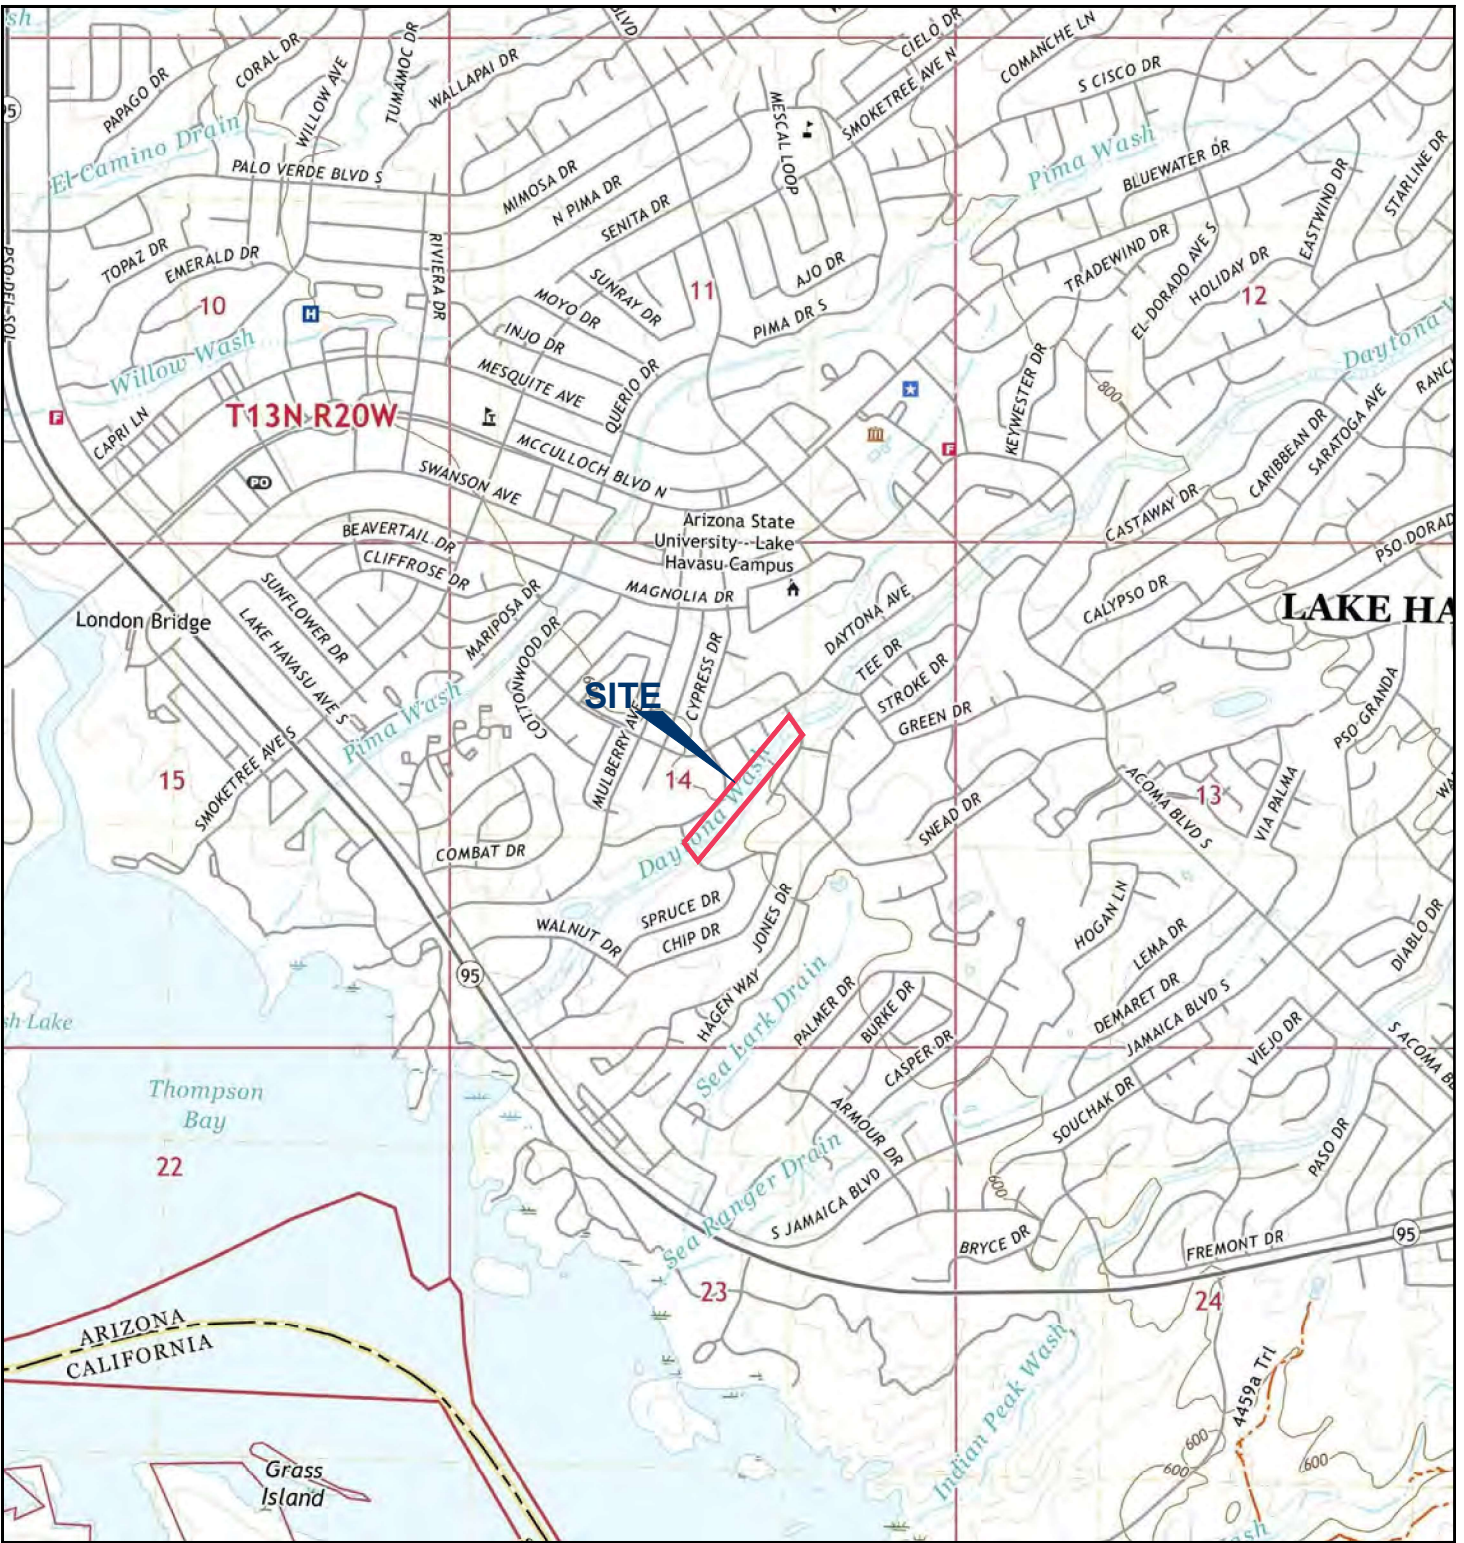 sh
BLVD
CIELO DR
COMANCHE LN
CORAL DR
PAPAGO DR
WILLOW AVE
TUMAMOC DR
WALLAPAI DR
SMOKETREE AVE N
S CISCO DR
95
MESCAL LOOP
El Camino Drain
Pima Wash
BLUEWATER DR
STARLINE DR
PALO VERDE BLVD S
MIMOSA DR
N PIMA DR
SENITA DR
EASTWIND DR
TOPAZ DR
EMERALD DR
RIVIERA DR
PSO DEL SOL
SUNRAY DR
AJO DR
TRADEWIND DR
EL DORADO AVE S
HOLIDAY DR
10
11
12
H
MOYO DR
INJO DR
PIMA DR S
Willow Wash
MESQUITE AVE
QUERIO DR
KEYWESTER DR
800
Daytona W
RANC
F
T13N R20W
CAPRI LN
MCCULLOCH BLVD N
F
CARIBBEAN DR
SARATOGA AVE
SWANSON AVE
PO
CASTAWAY DR
Arizona State
University--Lake
Havasu Campus
PSO DORAD
BEAVERTAIL DR
CLIFFROSE DR
MAGNOLIA DR
SUNFLOWER DR
LAKE HAVASU AVE S
MARIPOSA DR
DAYTONA AVE
CALYPSO DR
LAKE HA
London Bridge
COTTONWOOD DR
CYPRESS DR
TEE DR
STROKE DR
GREEN DR
PSO GRANDA
SITE
Pima Wash
MULBERRY AVE
SMOKETREE AVE S
15
14
13
ACOMA BLVD S
VIA PALMA
WA
Daytona Wash
SNEAD DR
COMBAT DR
SPRUCE DR
CHIP DR
JONES DR
WALNUT DR
HOGAN LN
LEMA DR
DIABLO DR
95
HAGEN WAY
Sea Lark Drain
PALMER DR
BURKE DR
DEMARET DR
JAMAICA BLVD S
sh Lake
CASPER DR
VIEJO DR
S ACOMA BL
Thompson
Bay
ARMOUR DR
SOUCHAK DR
PASO DR
22
Sea Ranger Drain
S JAMAICA BLVD
600
BRYCE DR
FREMONT DR
95
23
24
ARIZONA
CALIFORNIA
Indian Peak Wash
4459a Trl
600
600
600
Grass
Island
ash